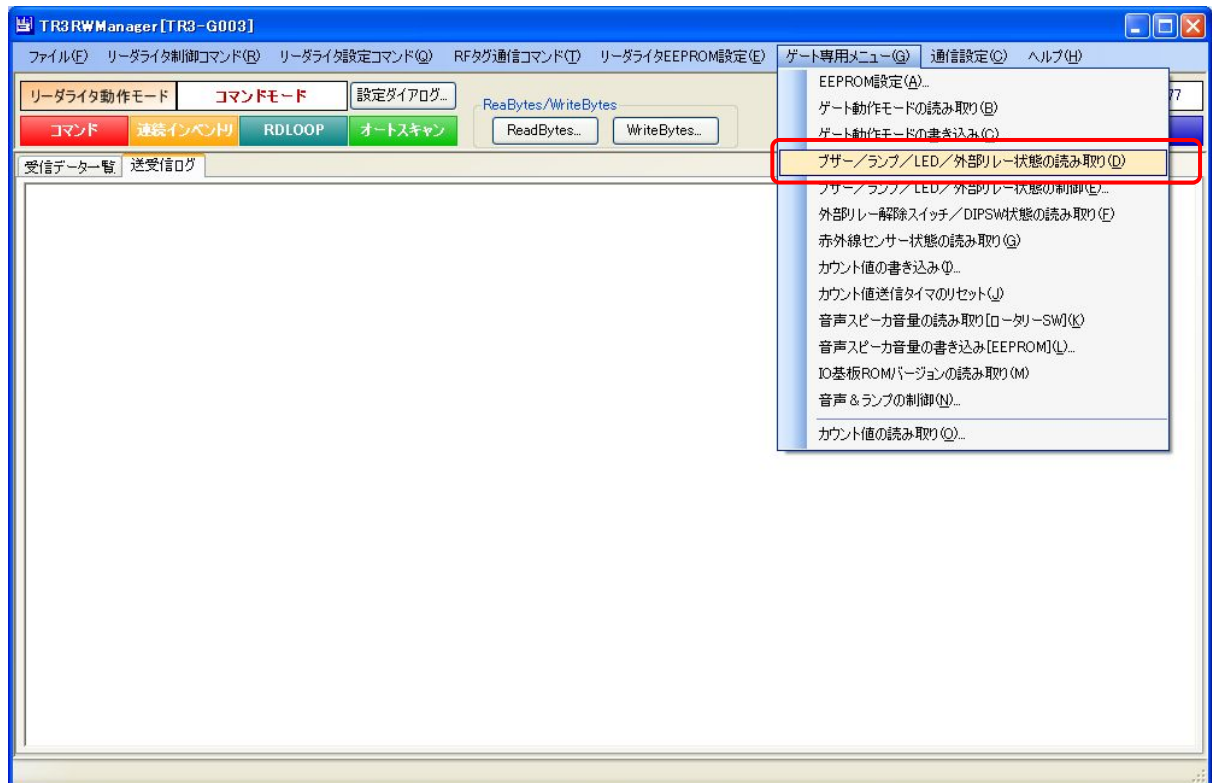 TR3RWManager[TR3-G003]
ファイル(F) リーダライタ制御コマンド(R) リーダライタ設定コマンド(Q) RFタグ通信コマンド(T) リーダライタEEPROM設定(E) ゲート専用メニュー(G) 通信設定(C) ヘルプ(H)
リーダライタ動作モード コマンドモード 設定ダイアログ...
ReaBytes/WriteBytes
コマンド 連続インベントリ RDLOOP オートスキャン ReadBytes... WriteBytes...
77
受信データ一覧 送受信ログ
EEPROM設定(A)...
ゲート動作モードの読み取り(B)
ゲート動作モードの書き込み(C)
ブザー/ランプ/LED/外部リレー状態の読み取り(D)
ブザー/ランプ/LED/外部リレー状態の制御(E)...
外部リレー解除スイッチ/DIPSW状態の読み取り(F)
赤外線センサー状態の読み取り(G)
カウント値の書き込み(I)...
カウント値送信タイマのリセット(J)
音声スピーカ音量の読み取り[ロータリーSW](K)
音声スピーカ音量の書き込み[EEPROM](L)...
IO基板ROMバージョンの読み取り(M)
音声&ランプの制御(N)...
カウント値の読み取り(O)...